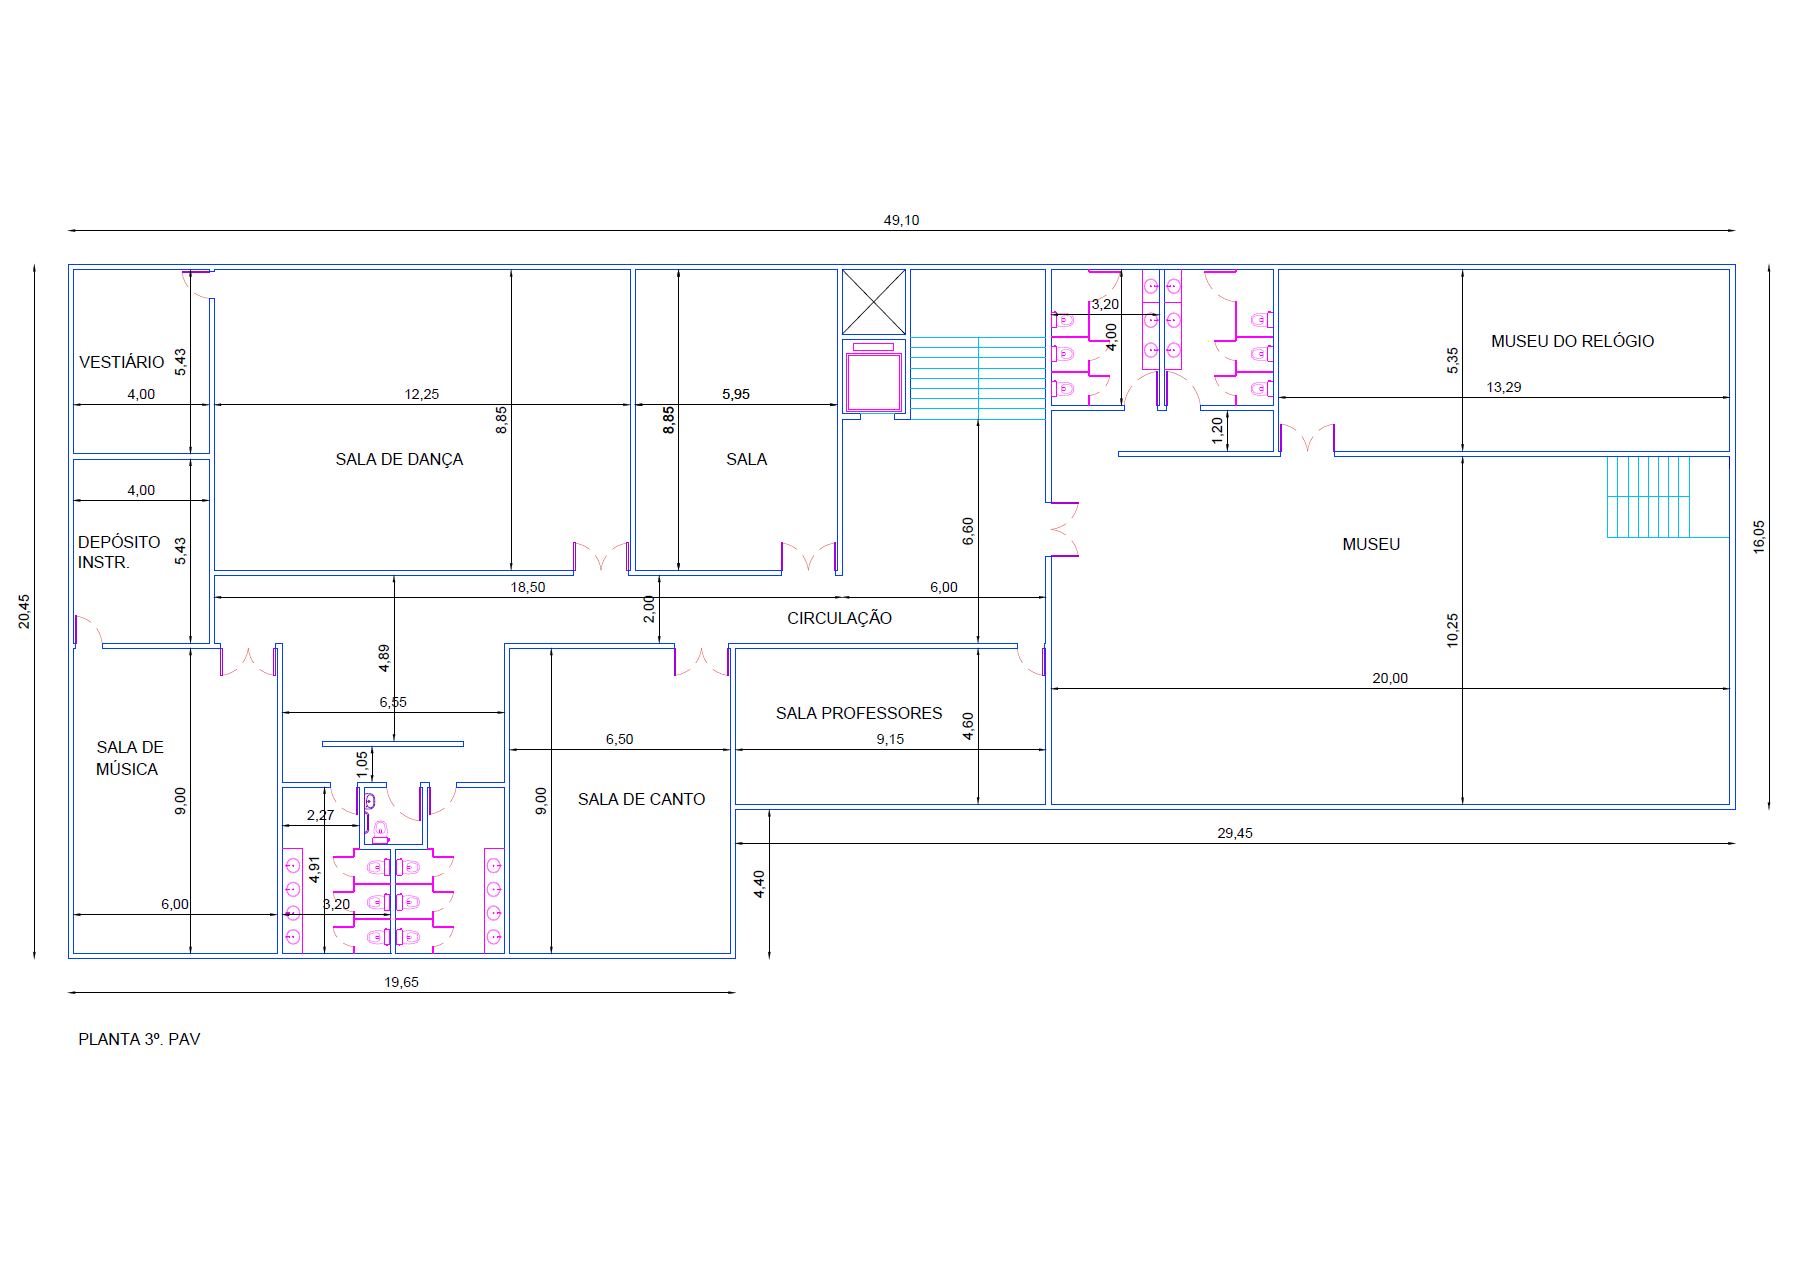 49,10
3,20
4,00
VESTIÁRIO
5,43
4,00
12,25
8,85
5,95
8,85
SALA DE DANÇA
SALA
MUSEU DO RELÓGIO
5,35
13,29
1,20
4,00
DEPÓSITO
INSTR.
5,43
6,60
MUSEU
16,05
20,45
18,50
2,00
6,00
CIRCULAÇÃO
4,89
10,25
6,55
20,00
SALA PROFESSORES
9,15
4,60
6,50
SALA DE
MÚSICA
9,00
1,05
SALA DE CANTO
9,00
2,27
4,91
3,20
6,00
29,45
4,40
19,65
PLANTA 3º. PAV